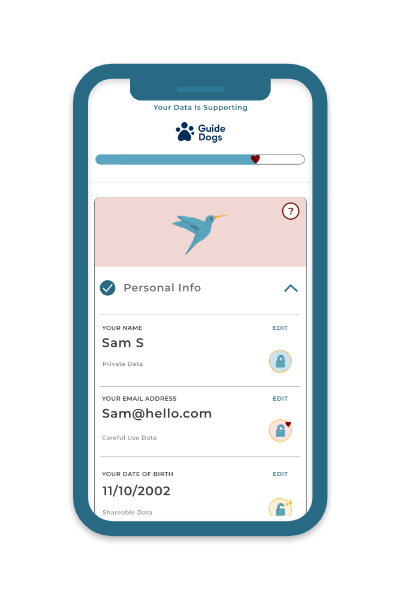 Your Data Is Supporting
Guide
Dogs
?
Personal Info
YOUR NAME
EDIT
Sam S
Private Data
YOUR EMAIL ADDRESS
EDIT
Sam@hello.com
Careful Use Data
YOUR DATE OF BIRTH
EDIT
11/10/2002
Shareable Data